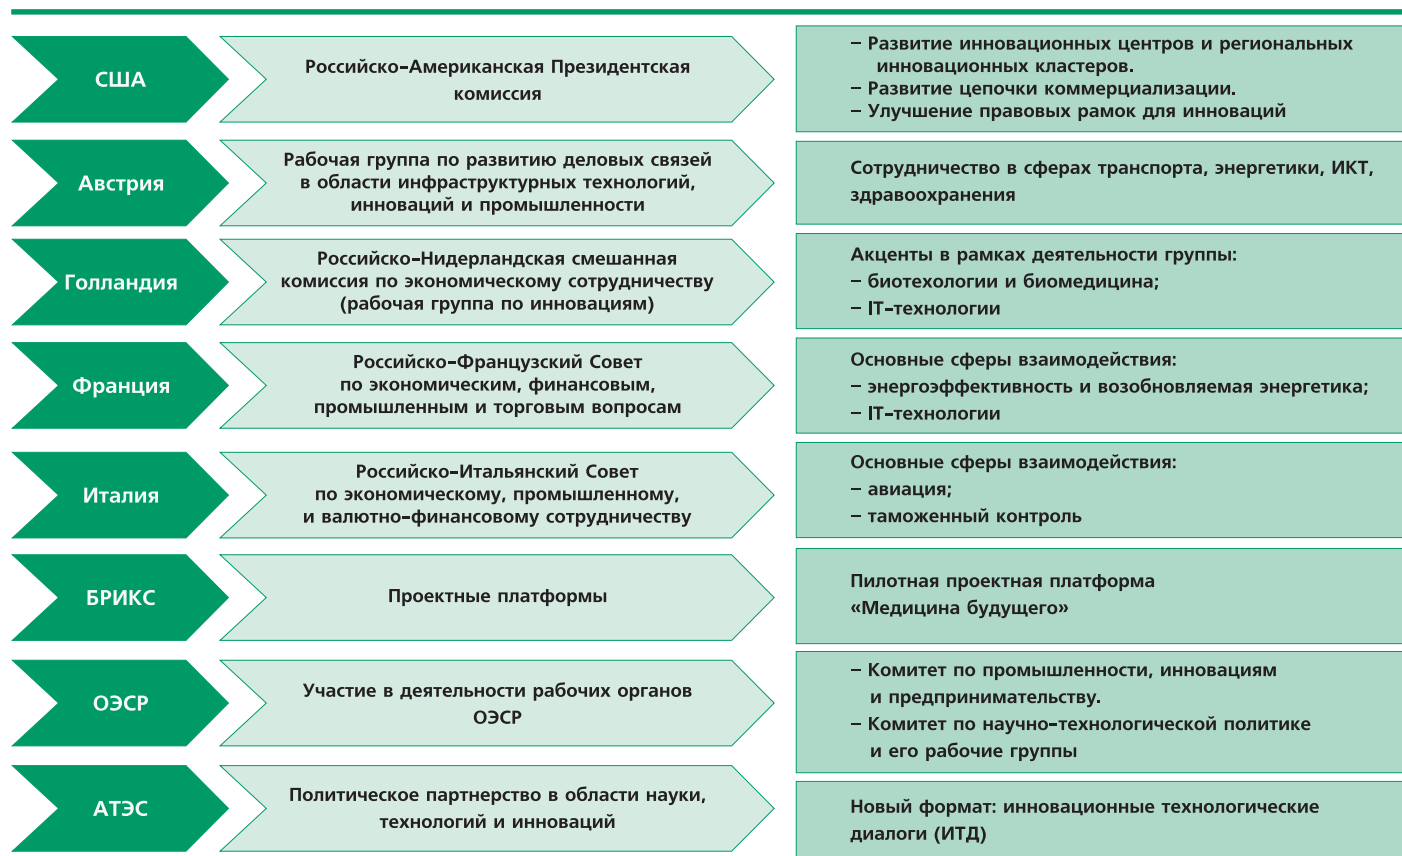 США
Российско-Американская Президентская
комиссия
– Развитие инновационных центров и региональных
инновационных кластеров.
– Развитие цепочки коммерциализации.
– Улучшение правовых рамок для инноваций
Австрия
Рабочая группа по развитию деловых связей
в области инфраструктурных технологий,
инноваций и промышленности
Сотрудничество в сферах транспорта, энергетики, ИКТ,
здравоохранения
Голландия
Российско-Нидерландская смешанная
комиссия по экономическому сотрудничеству
(рабочая группа по инновациям)
Акценты в рамках деятельности группы:
– биотехологии и биомедицина;
– IT-технологии
Франция
Российско-Французский Совет
по экономическим, финансовым,
промышленным и торговым вопросам
Основные сферы взаимодействия:
– энергоэффективность и возобновляемая энергетика;
– IT-технологии
Италия
Российско-Итальянский Совет
по экономическому, промышленному,
и валютно-финансовому сотрудничеству
Основные сферы взаимодействия:
– авиация;
– таможенный контроль
БРИКС
Проектные платформы
Пилотная проектная платформа
«Медицина будущего»
ОЭСР
Участие в деятельности рабочих органов
ОЭСР
– Комитет по промышленности, инновациям
и предпринимательству.
– Комитет по научно-технологической политике
и его рабочие группы
АТЭС
Политическое партнерство в области науки,
технологий и инноваций
Новый формат: инновационные технологические
диалоги (ИТД)